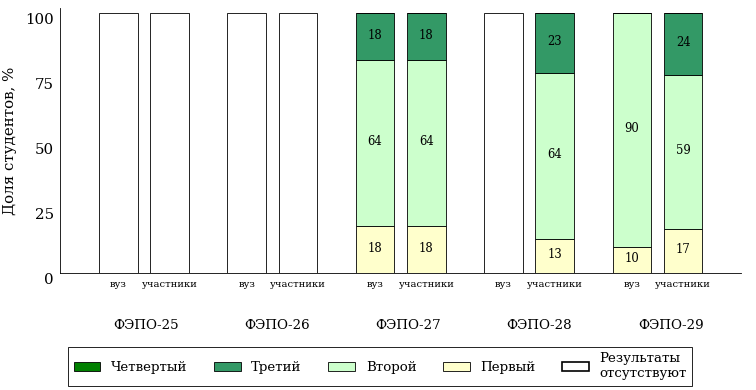 Доля студентов, %
100
75
50
25
0
18 18 23 24
64 64 64 90 59
18 18 13 10 17
вуз участники вуз участники вуз участники вуз участники вуз участники
ФЭПО-25 ФЭПО-26 ФЭПО-27 ФЭПО-28 ФЭПО-29
Четвертый Третий Второй Первый Результаты
отсутствуют